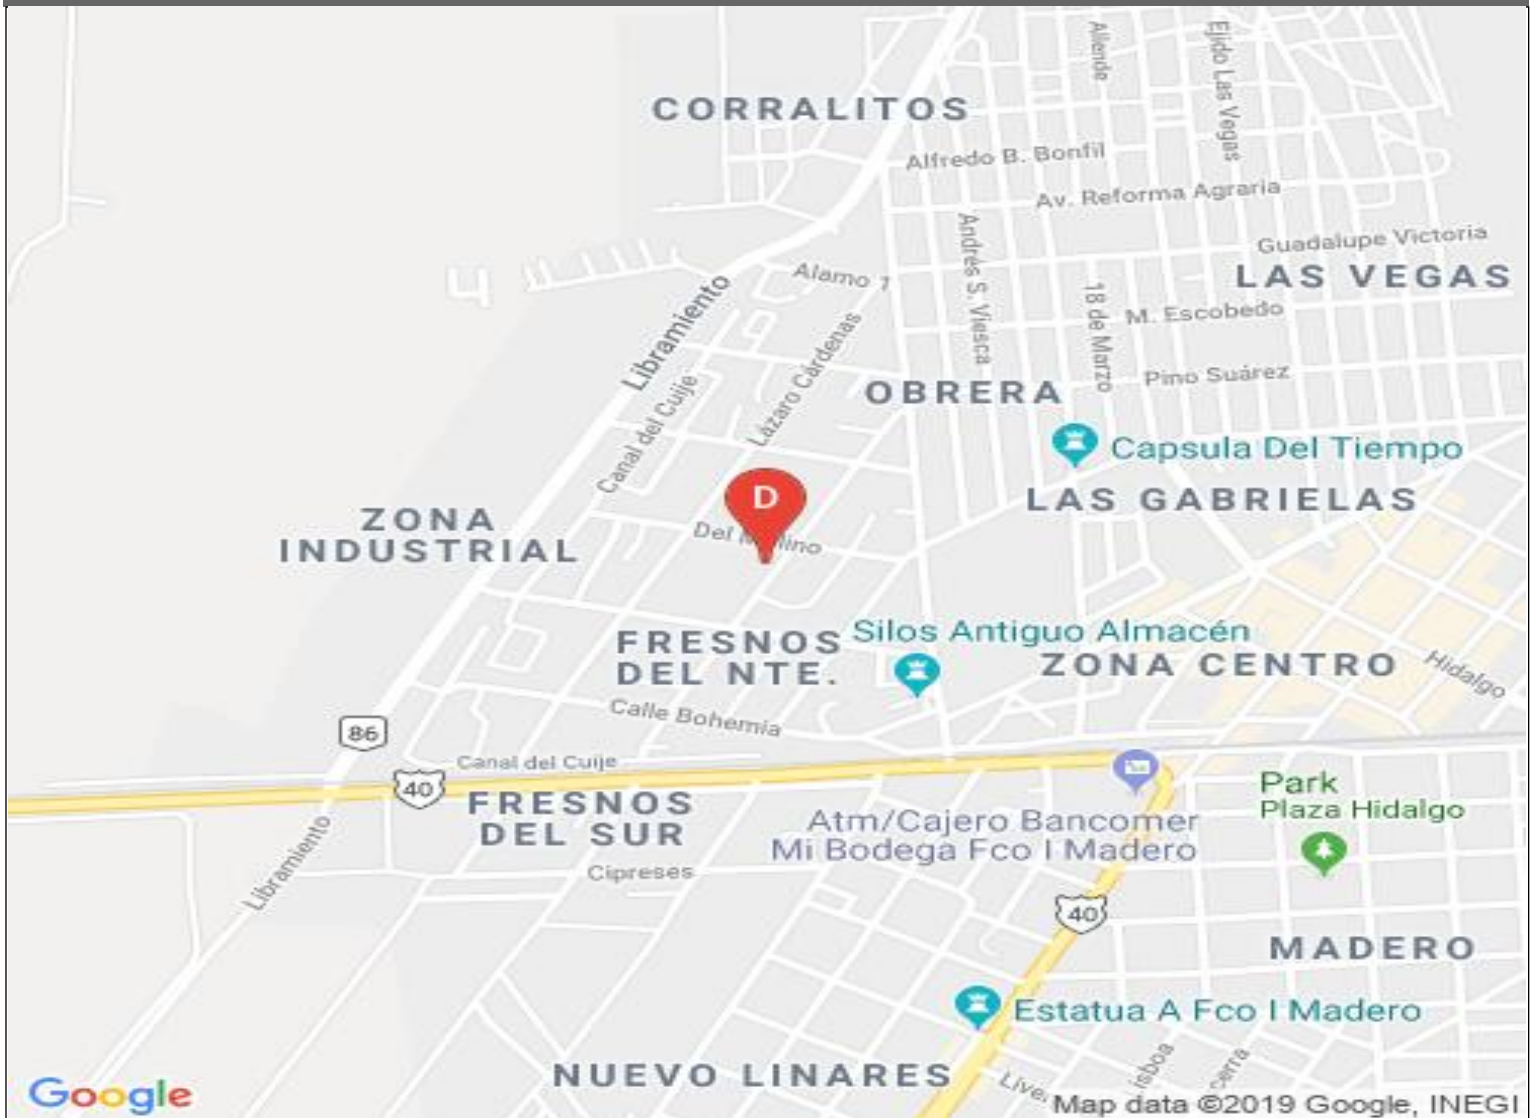 Allende
Ejido Las Vegas
CORRALITOS
Alfredo B. Bonfil
Av. Reforma Agraria
Andrés S. Viesca
Guadalupe Victoria
LAS VEGAS
Alamo 1
Libramiento
18 de Marzo
M. Escobedo
Lázaro Cárdenas
Canal del Cuije
OBRERA
Pino Suárez
Capsula Del Tiempo
D
LAS GABRIELAS
ZONA
INDUSTRIAL
FRESNOS
DEL NTE.
Silos Antiguo Almacén
ZONA CENTRO
Hidalgo
Calle Bohemia
86
Canal del Cuije
40
FRESNOS
DEL SUR
Atm/Cajero Bancomer
Mi Bodega Fco I Madero
Park
Plaza Hidalgo
Libramiento
Cipreses
40
MADERO
Estatua A Fco I Madero
NUEVO LINARES
Google
Map data ©2019 Google, INEGI